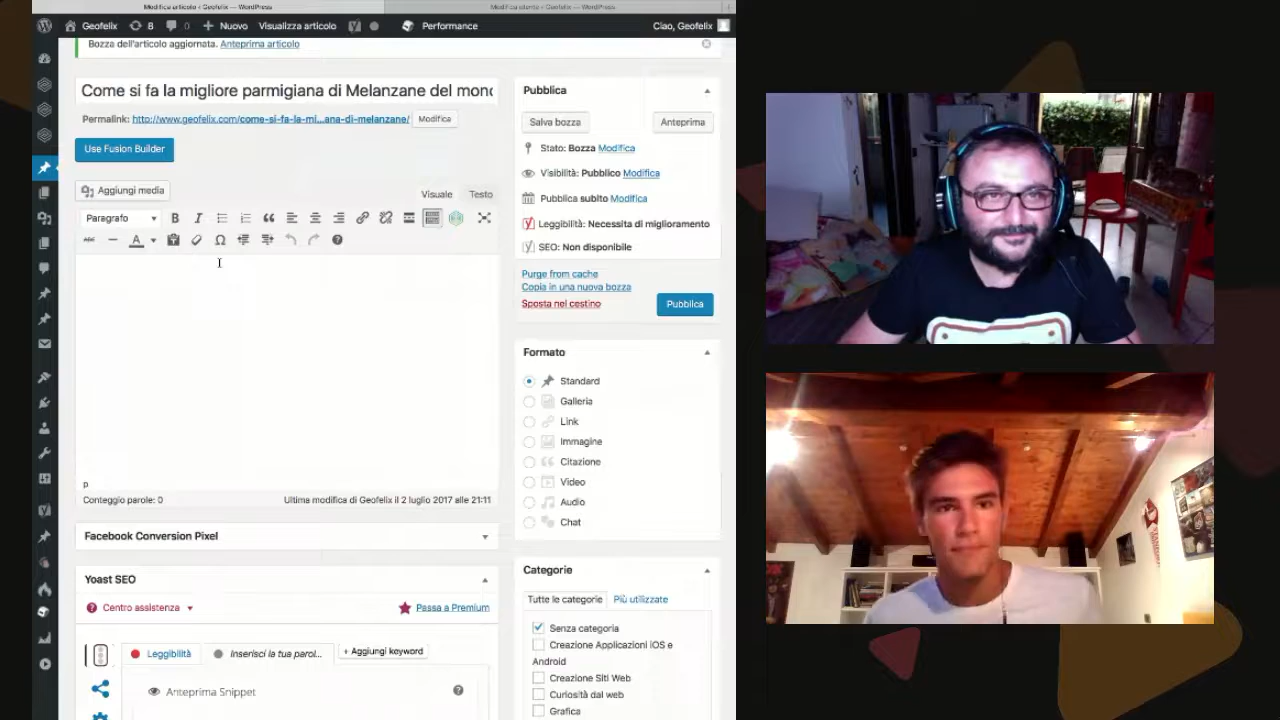 Modifica articolo ‹ Geofelix — WordPress
Modifica utente ‹ Geofelix — WordPress
Geofelix 8 0 Nuovo Visualizza articolo Performance Ciao, Geofelix
Bozza dell'articolo aggiornata. Anteprima articolo
Come si fa la migliore parmigiana di Melanzane del mond
Permalink: http://www.geofelix.com/come-si-fa-la-mi...ana-di-melanzane/ Modifica
Use Fusion Builder
Aggiungi media
Visuale Testo
Paragrafo B I
ABC A
p
Conteggio parole: 0 Ultima modifica di Geofelix il 2 luglio 2017 alle 21:11
Facebook Conversion Pixel
Yoast SEO
Centro assistenza Passa a Premium
Leggibilità Inserisci la tua parol... + Aggiungi keyword
Anteprima Snippet
Pubblica
Salva bozza Anteprima
Stato: Bozza Modifica
Visibilità: Pubblico Modifica
Pubblica subito Modifica
Leggibilità: Necessita di miglioramento
SEO: Non disponibile
Purge from cache
Copia in una nuova bozza
Sposta nel cestino Pubblica
Formato
Standard
Galleria
Link
Immagine
Citazione
Video
Audio
Chat
Categorie
Tutte le categorie Più utilizzate
Senza categoria
Creazione Applicazioni iOS e
Android
Creazione Siti Web
Curiosità dal web
Grafica